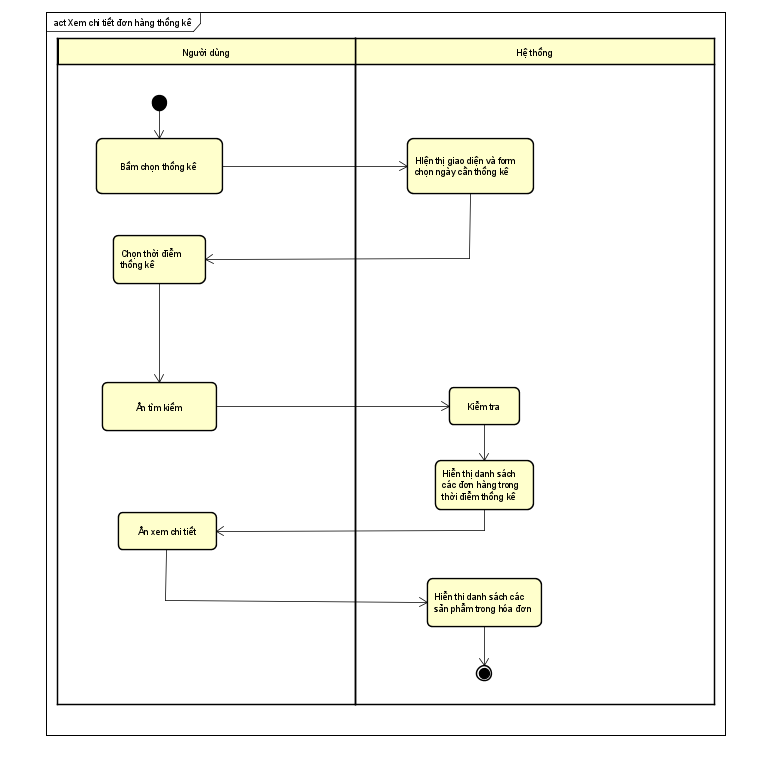 act Xem chi tiết đơn hàng thống kê
Người dùng
Hệ thống
Bấm chọn thống kê
Hiện thị giao diện và form
chọn ngày cần thống kê
Chọn thời điểm
thống kê
Ấn tìm kiếm
Kiểm tra
Hiển thị danh sách
các đơn hàng trong
thời điểm thống kê
Ấn xem chi tiết
Hiển thi danh sách các
sản phẩm trong hóa đơn